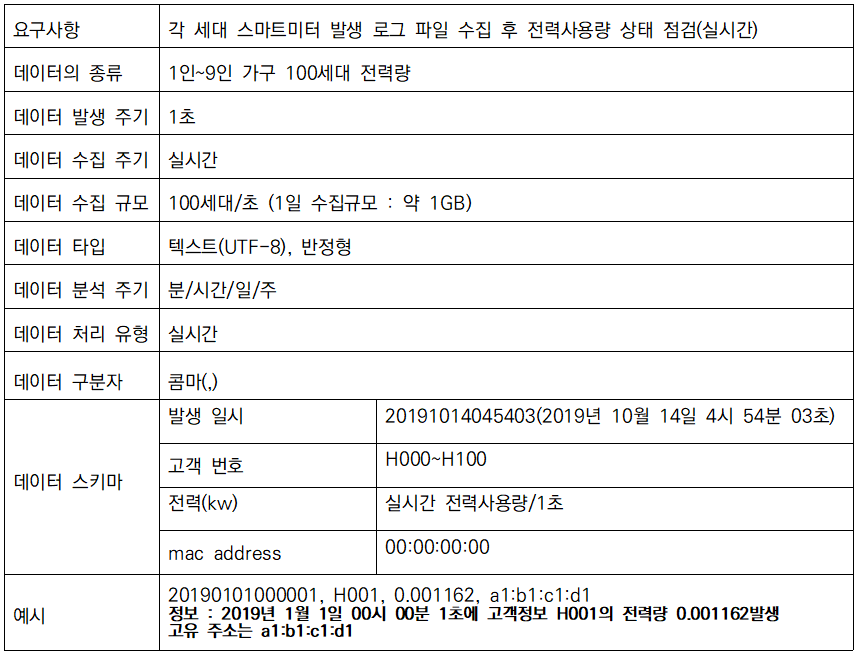 요구사항
각 세대 스마트미터 발생 로그 파일 수집 후 전력사용량 상태 점검(실시간)
데이터의 종류
1인~9인 가구 100세대 전력량
데이터 발생 주기
1초
데이터 수집 주기
실시간
데이터 수집 규모
100세대/초 (1일 수집규모 : 약 1GB)
데이터 타입
텍스트(UTF-8), 반정형
데이터 분석 주기
분/시간/일/주
데이터 처리 유형
실시간
데이터 구분자
콤마(,)
데이터 스키마
발생 일시
20191014045403(2019년 10월 14일 4시 54분 03초)
고객 번호
H000~H100
전력(kw)
실시간 전력사용량/1초
mac address
00:00:00:00
예시
20190101000001, H001, 0.001162, a1:b1:c1:d1
정보 : 2019년 1월 1일 00시 00분 1초에 고객정보 H001의 전력량 0.001162발생
고유 주소는 a1:b1:c1:d1